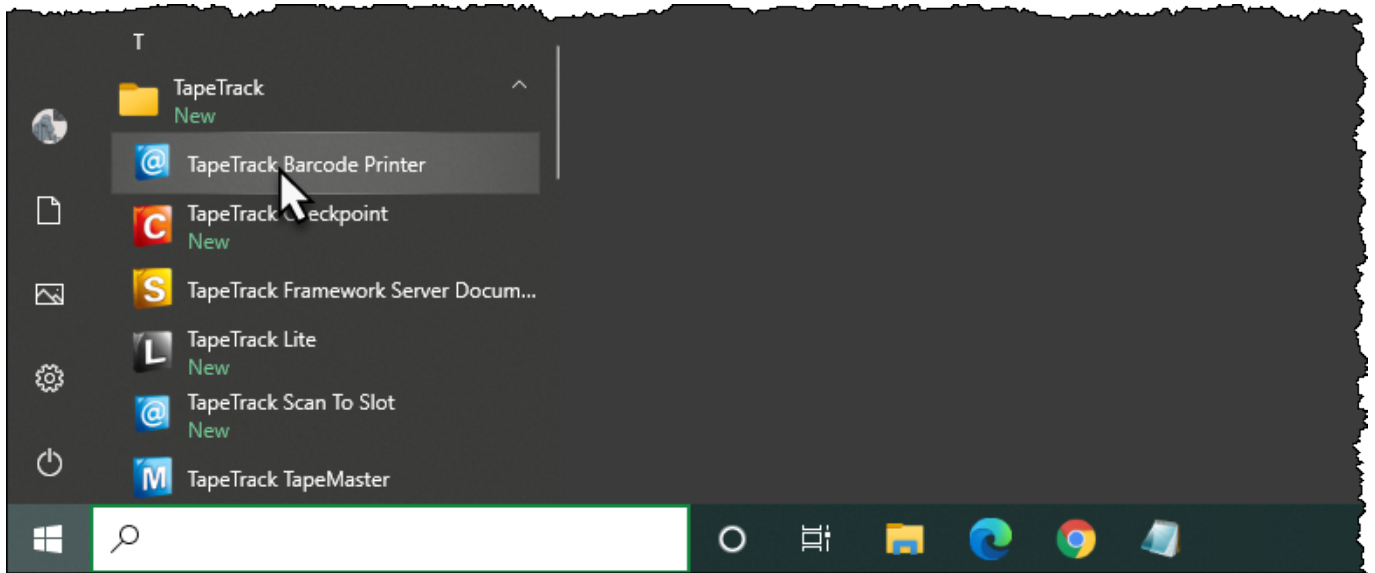 T
TapeTrack
New
@ TapeTrack Barcode Printer
C TapeTrack eckpoint
New
S TapeTrack Framework Server Docum...
L TapeTrack Lite
New
@ TapeTrack Scan To Slot
New
M TapeTrack TapeMaster